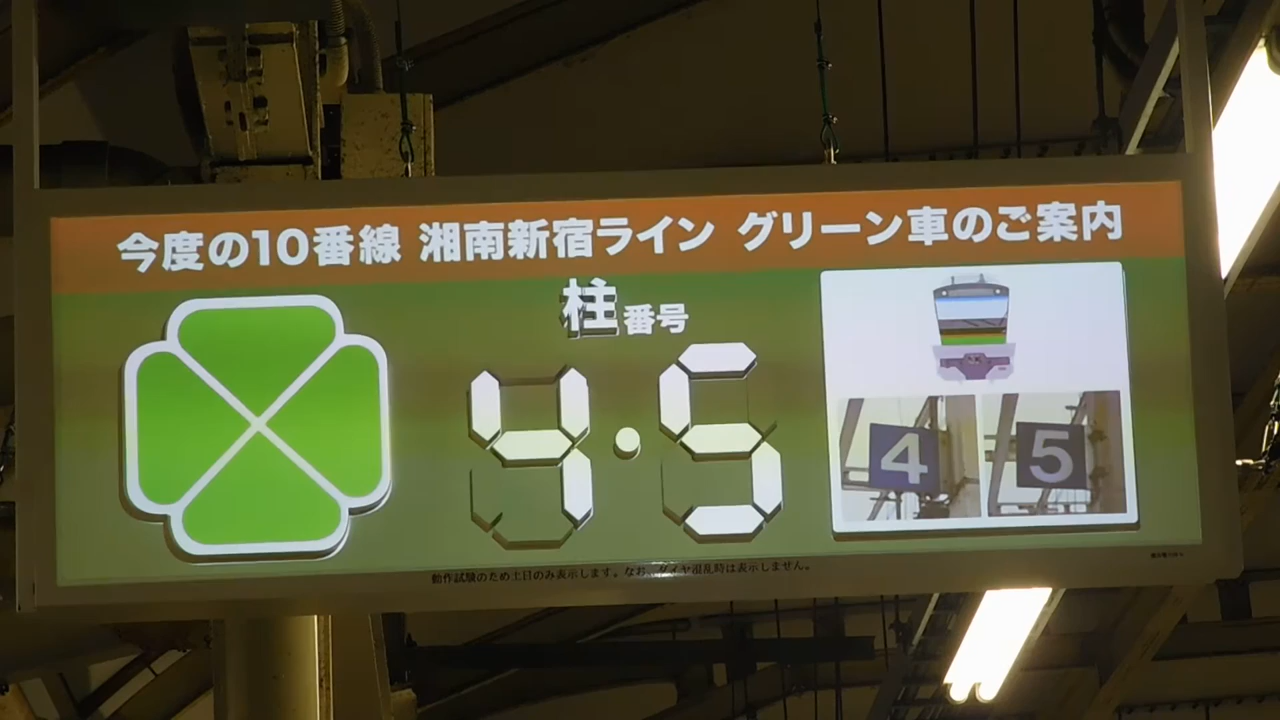 今度の10番線 湘南新宿ライン グリーン車のご案内
柱番号
4・5
4 5
動作試験のため土日のみ表示します。なお、ダイヤ混乱時は表示しません。